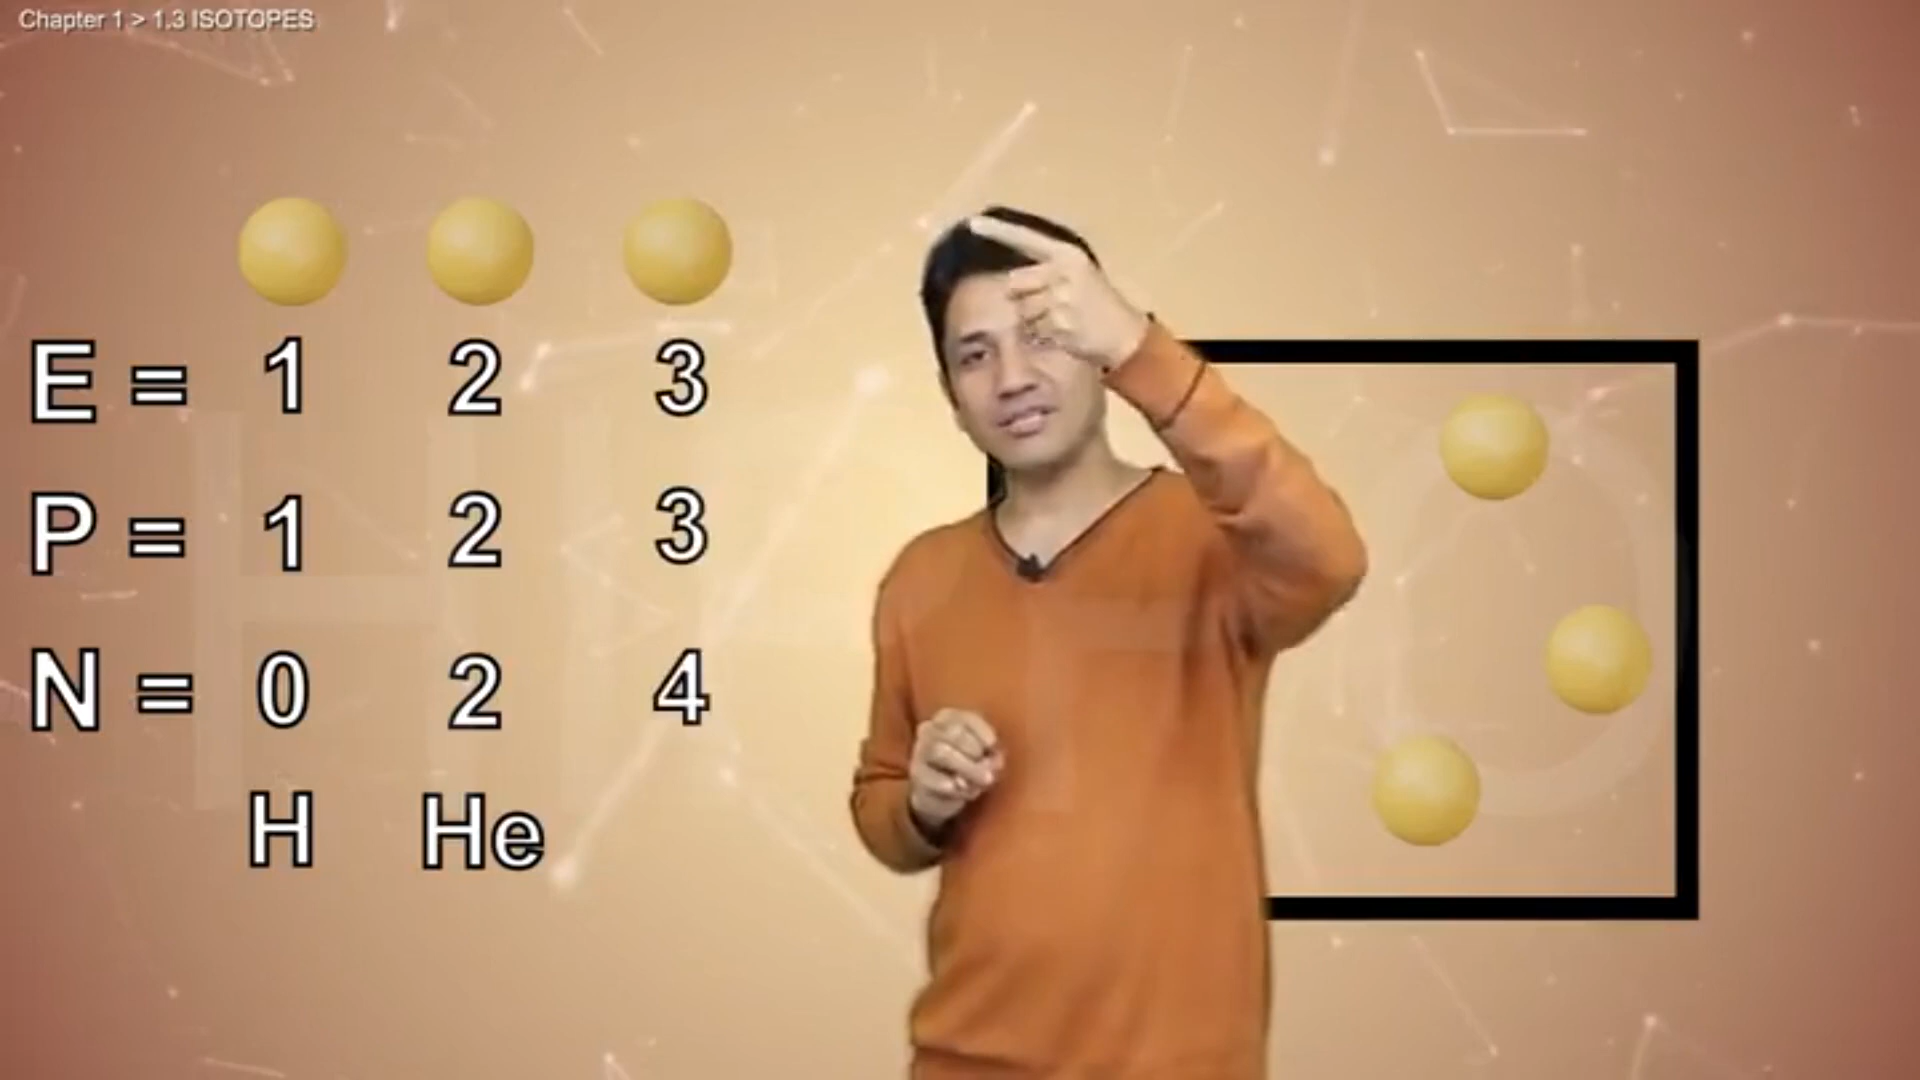 Chapter 1 > 1.3 ISOTOPES
E = 1 2 3
P = 1 2 3
N = 0 2 4
H He